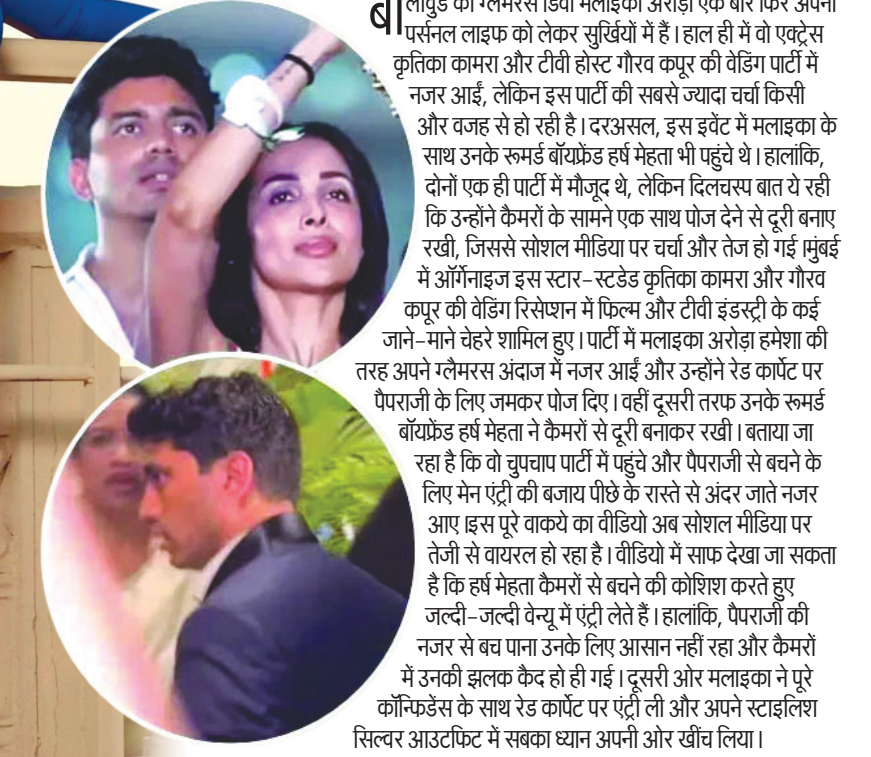 बॉलीवुड की ग्लैमरस डिवा मलाइका अरोड़ा एक बार फिर अपनी
पर्सनल लाइफ को लेकर सुर्खियों में हैं। हाल ही में वो एक्ट्रेस
कृतिका कामरा और टीवी होस्ट गौरव कपूर की वेडिंग पार्टी में
नजर आईं, लेकिन इस पार्टी की सबसे ज्यादा चर्चा किसी
और वजह से हो रही है। दरअसल, इस इवेंट में मलाइका के
साथ उनके रूमर्ड बॉयफ्रेंड हर्ष मेहता भी पहुंचे थे। हालांकि,
दोनों एक ही पार्टी में मौजूद थे, लेकिन दिलचस्प बात ये रही
कि उन्होंने कैमरों के सामने एक साथ पोज देने से दूरी बनाए
रखी, जिससे सोशल मीडिया पर चर्चा और तेज हो गई।मुंबई
में ऑर्गेनाइज इस स्टार-स्टडेड कृतिका कामरा और गौरव
कपूर की वेडिंग रिसेप्शन में फिल्म और टीवी इंडस्ट्री के कई
जाने-माने चेहरे शामिल हुए। पार्टी में मलाइका अरोड़ा हमेशा की
तरह अपने ग्लैमरस अंदाज में नजर आईं और उन्होंने रेड कार्पेट पर
पैपराजी के लिए जमकर पोज दिए। वहीं दूसरी तरफ उनके रूमर्ड
बॉयफ्रेंड हर्ष मेहता ने कैमरों से दूरी बनाकर रखी। बताया जा
रहा है कि वो चुपचाप पार्टी में पहुंचे और पैपराजी से बचने के
लिए मेन एंट्री की बजाय पीछे के रास्ते से अंदर जाते नजर
आए।इस पूरे वाकये का वीडियो अब सोशल मीडिया पर
तेजी से वायरल हो रहा है। वीडियो में साफ देखा जा सकता
है कि हर्ष मेहता कैमरों से बचने की कोशिश करते हुए
जल्दी-जल्दी वेन्यू में एंट्री लेते हैं। हालांकि, पैपराजी की
नजर से बच पाना उनके लिए आसान नहीं रहा और कैमरों
में उनकी झलक कैद हो ही गई। दूसरी ओर मलाइका ने पूरे
कॉन्फिडेंस के साथ रेड कार्पेट पर एंट्री ली और अपने स्टाइलिश
सिल्वर आउटफिट में सबका ध्यान अपनी ओर खींच लिया।